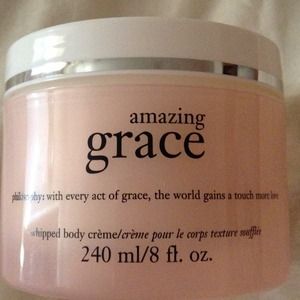 amazing
grace
philosophy: with every act of grace, the world gains a touch more love
whipped body crème/crème pour le corps texture soufflée
240 ml/8 fl. oz.